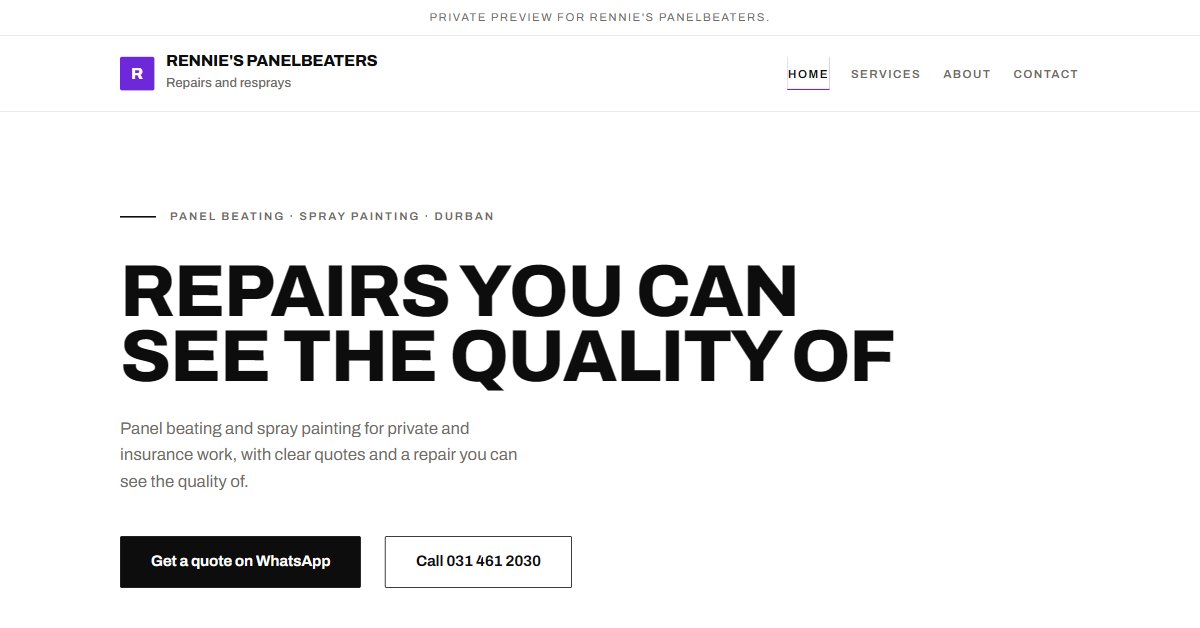 PRIVATE PREVIEW FOR RENNIE'S PANELBEATERS.
R
RENNIE'S PANELBEATERS
Repairs and resprays
HOME SERVICES ABOUT CONTACT
PANEL BEATING · SPRAY PAINTING · DURBAN
REPAIRS YOU CAN
SEE THE QUALITY OF
Panel beating and spray painting for private and
insurance work, with clear quotes and a repair you can
see the quality of.
Get a quote on WhatsApp
Call 031 461 2030